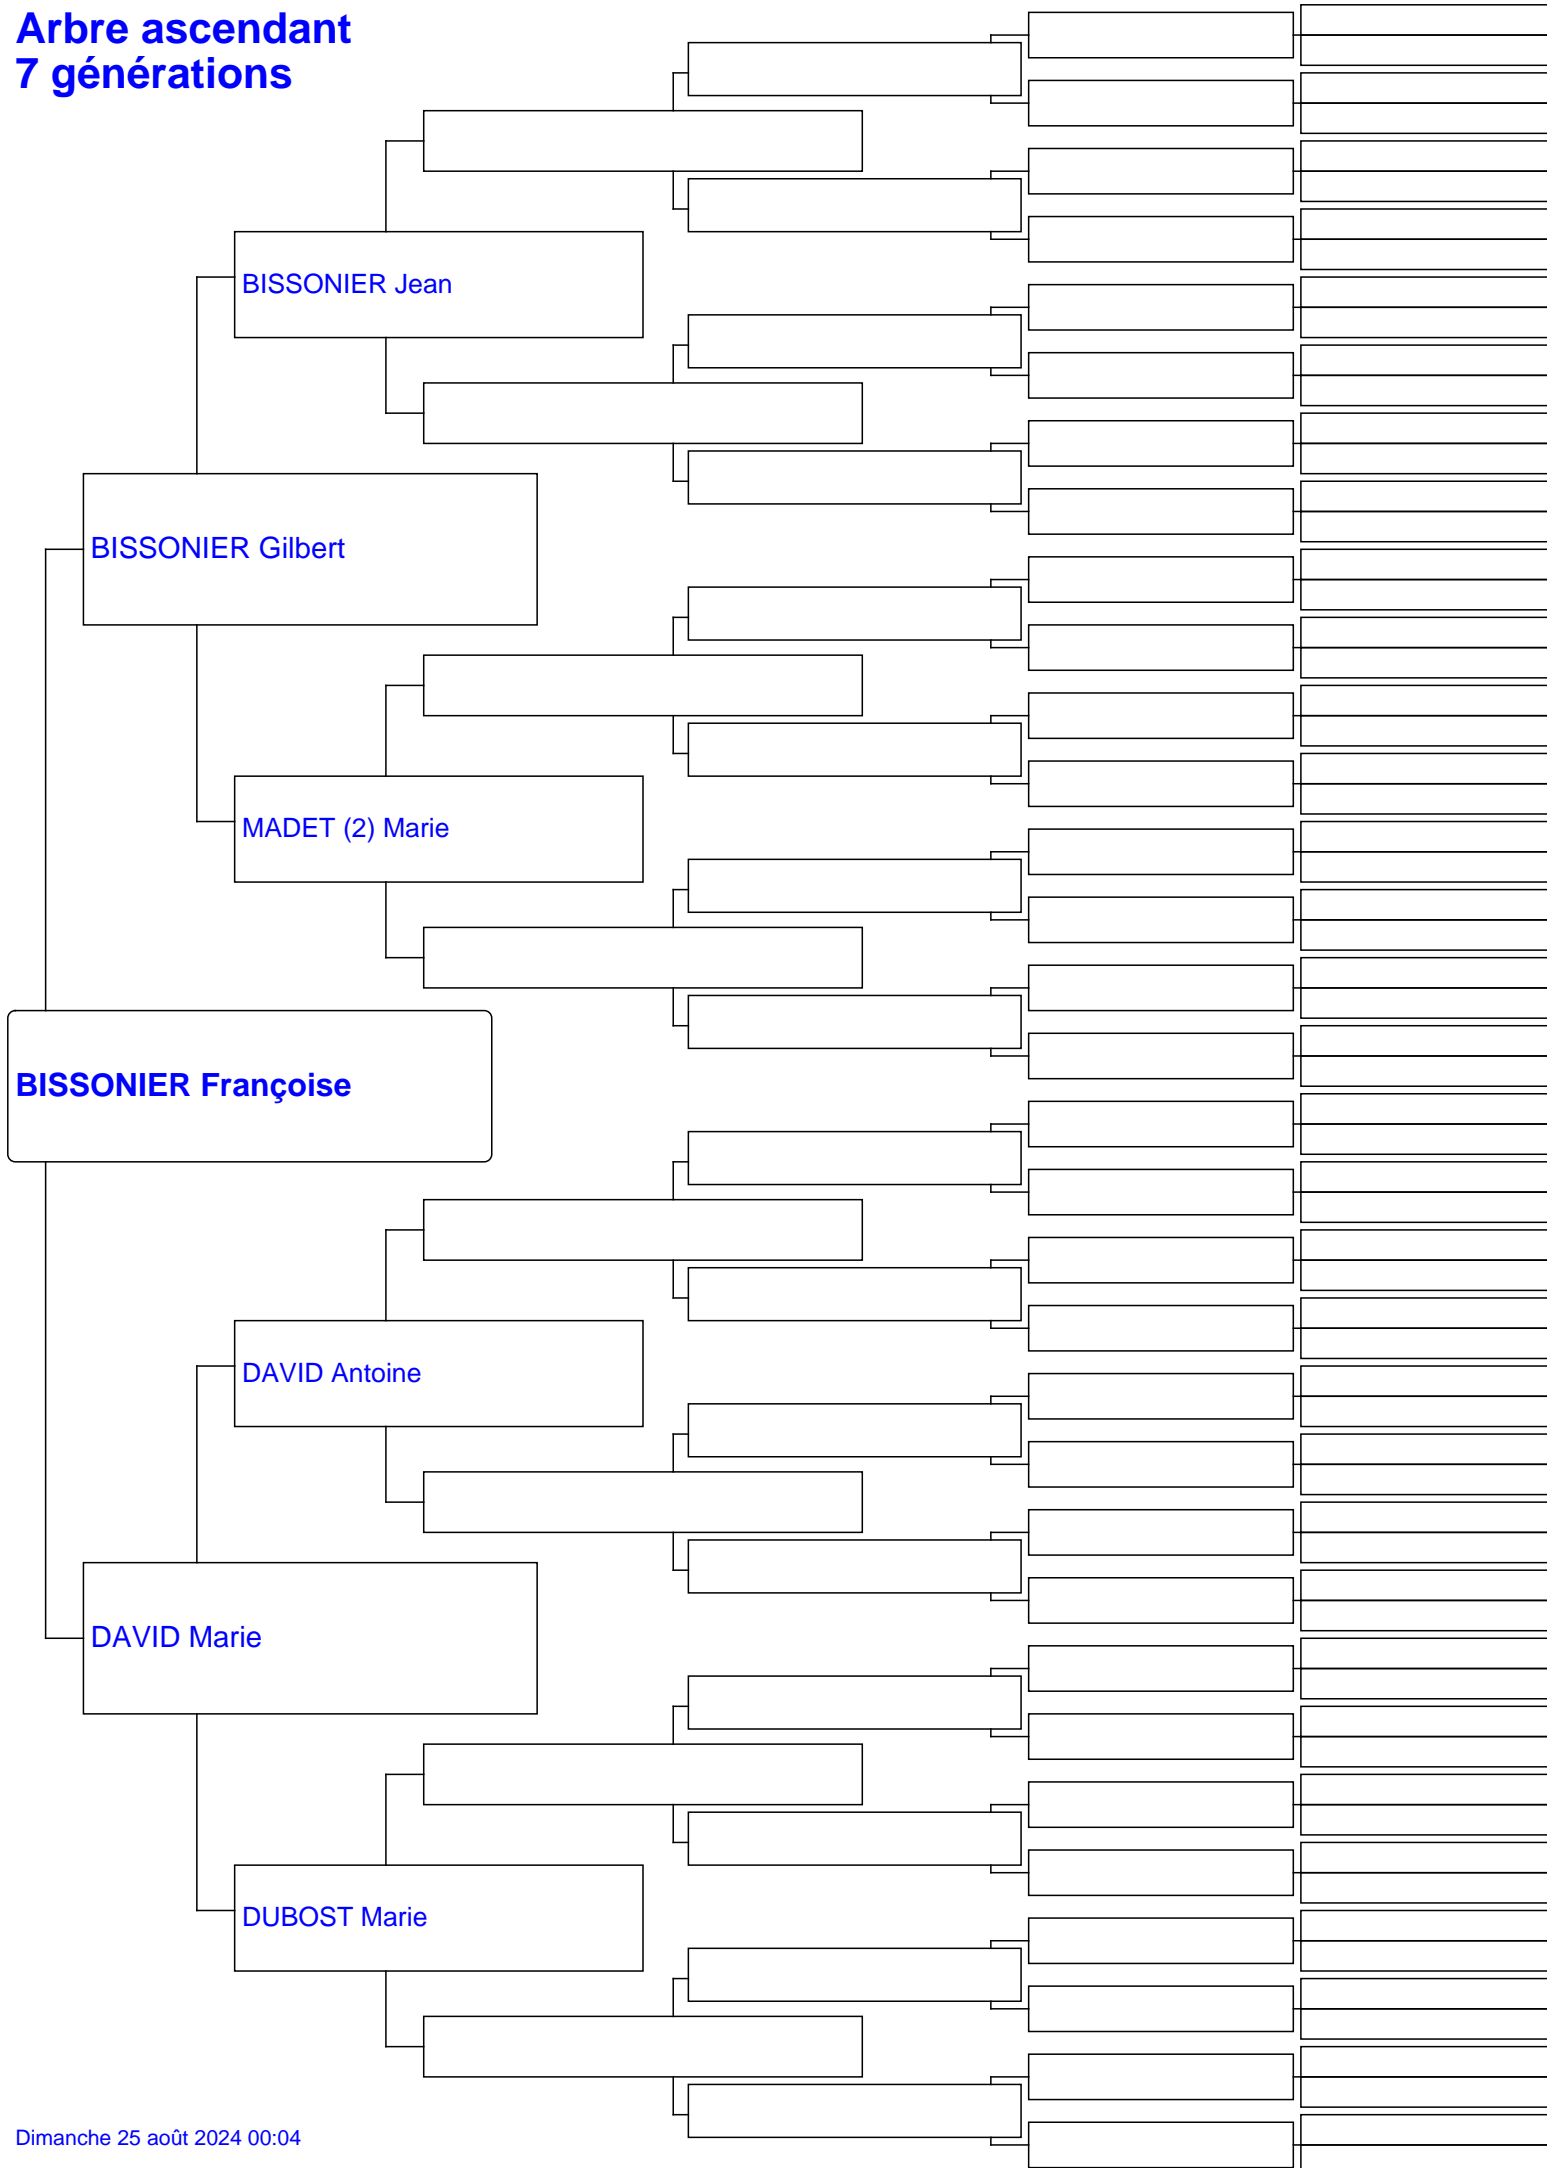 Arbre ascendant
7 générations
BISSONIER Jean
BISSONIER Gilbert
MADET (2) Marie
BISSONIER Françoise
DAVID Antoine
DAVID Marie
DUBOST Marie
Dimanche 25 août 2024 00:04